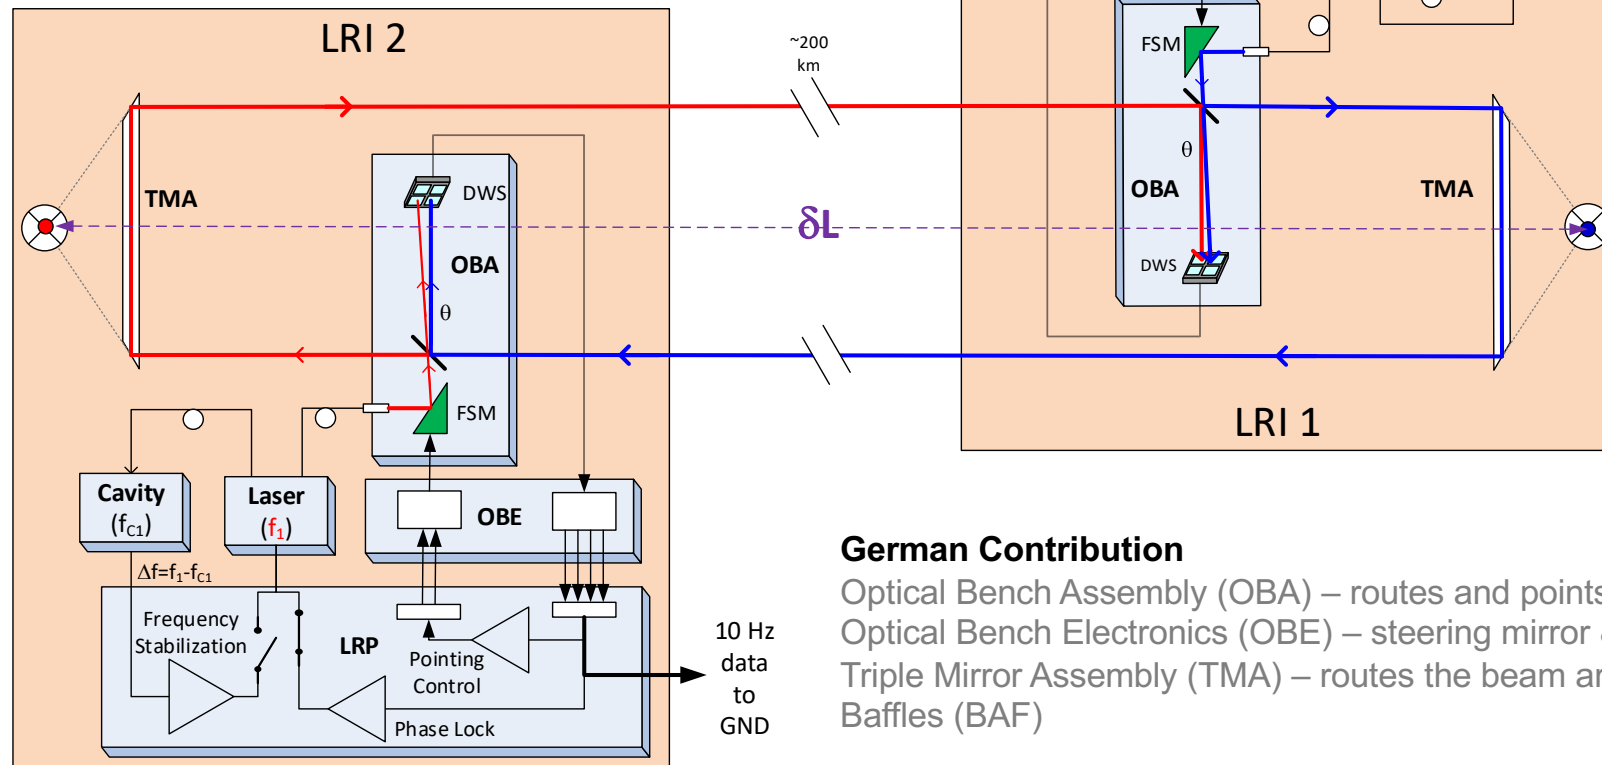 LRI 2
~200
km
FSM
TMA
DWS
θ
OBA
TMA
δL
OBA
DWS
θ
FSM
LRI 1
Cavity
(fC1)
Laser
(f1)
OBE
Δf=f1-fC1
Frequency
Stabilization
LRP
Pointing
Control
Phase Lock
10 Hz
data
to
GND
German Contribution
Optical Bench Assembly (OBA) – routes and points
Optical Bench Electronics (OBE) – steering mirror
Triple Mirror Assembly (TMA) – routes the beam
Baffles (BAF)